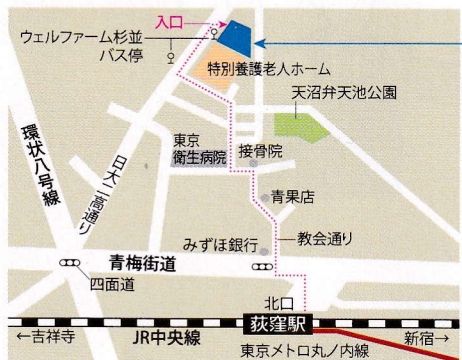 入口
ウェルファーム杉並
バス停
特別養護老人ホーム
天沼弁天池公園
環状八号線
日大二高通り
東京
衛生病院
接骨院
青果店
教会通り
みずほ銀行
青梅街道
四面道
北口
荻窪駅
←吉祥寺
JR中央線
新宿→
東京メトロ丸ノ内線